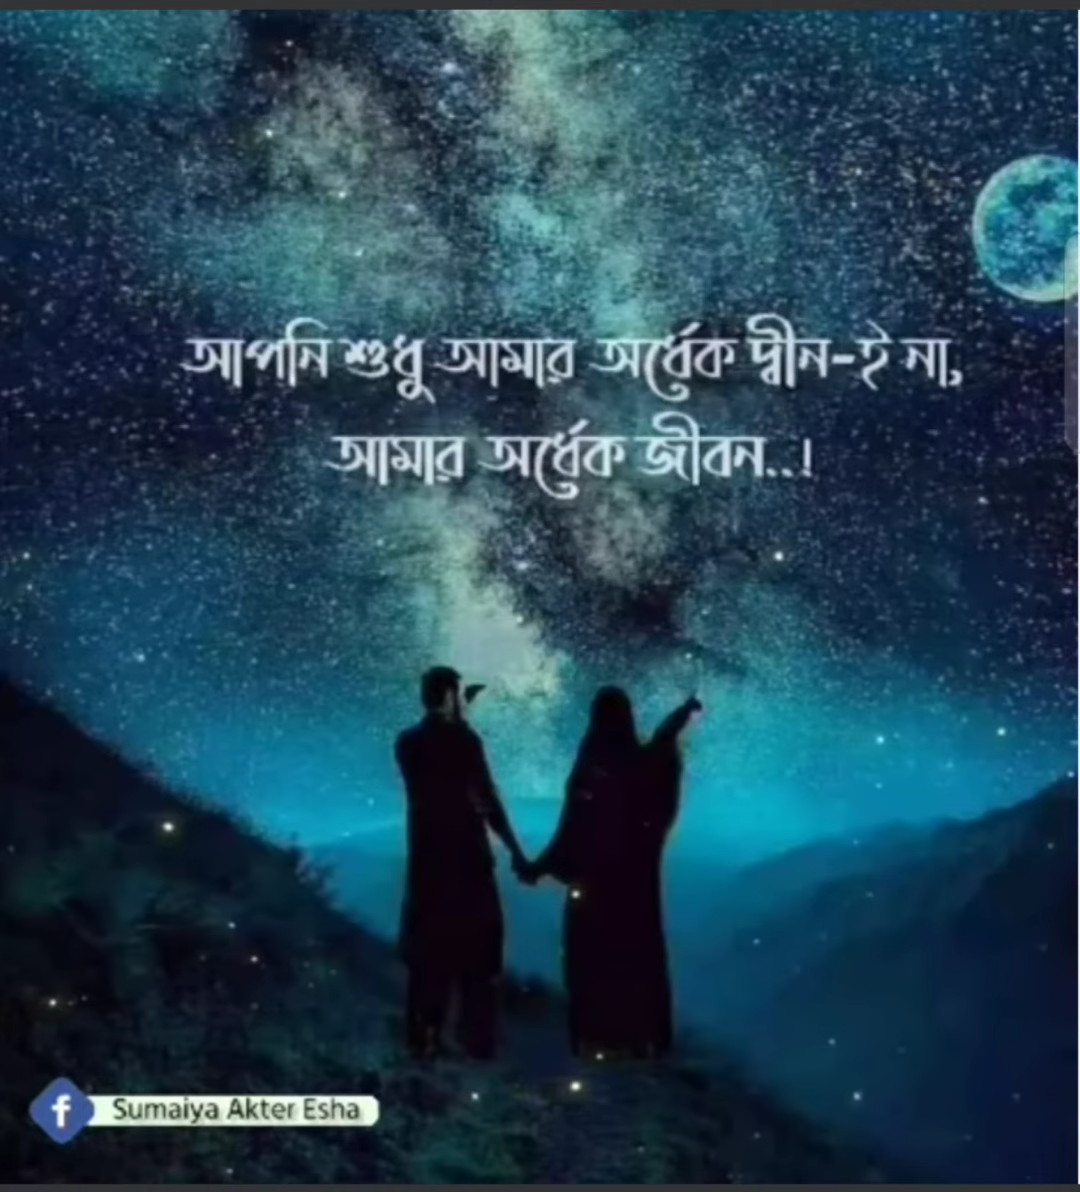 আপনি শুধু আমার অর্ধেক দ্বীন-ই না,
আমার অর্ধেক জীবন..!
f Sumaiya Akter Esha